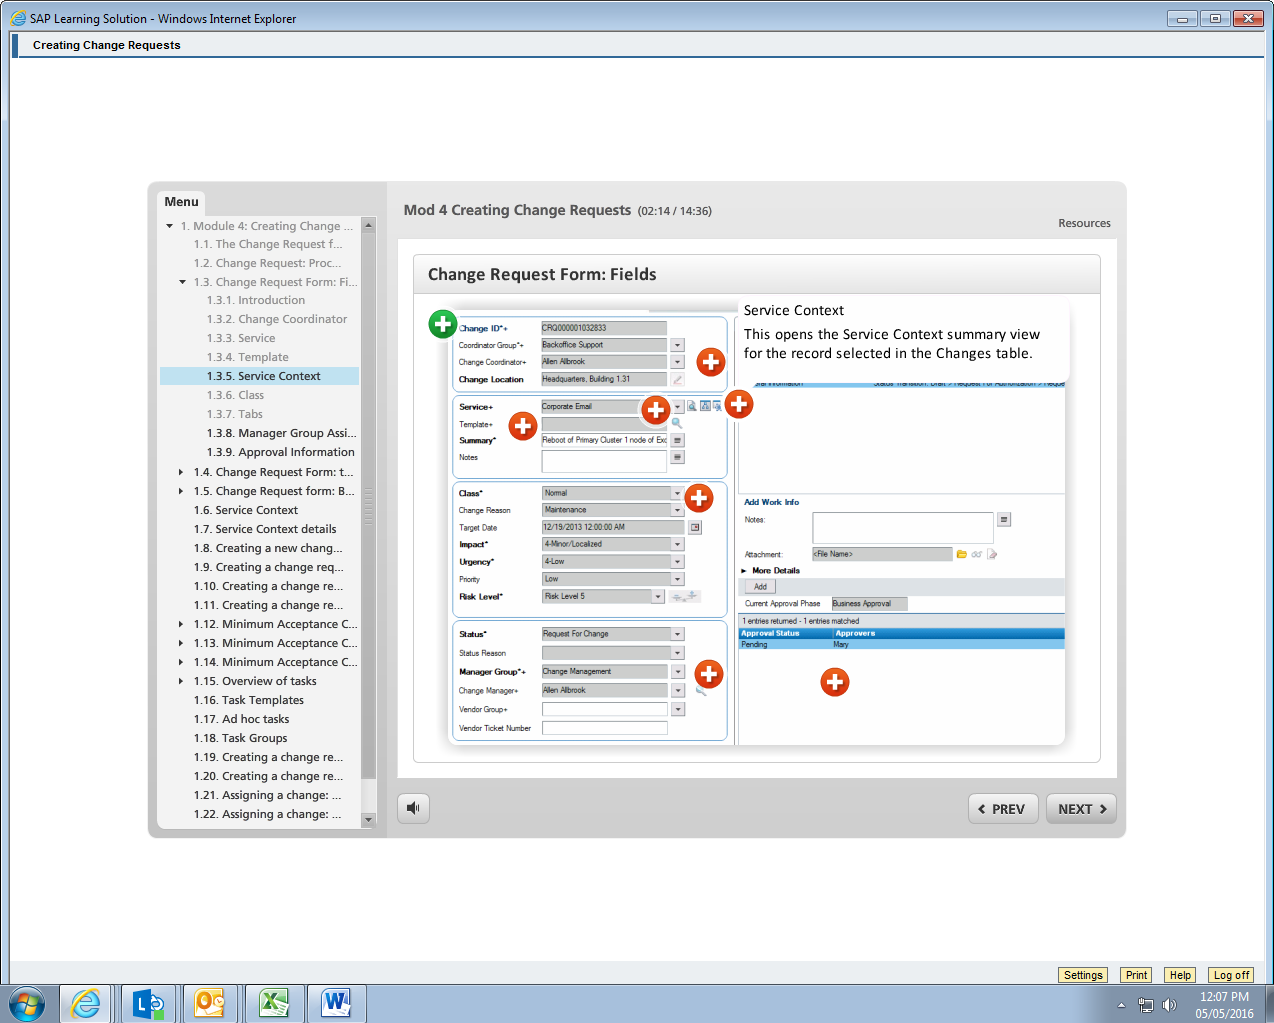 SAP Learning Solution - Windows Internet Explorer
Creating Change Requests
Menu
1. Module 4: Creating Change ...
1.1. The Change Request f...
1.2. Change Request: Proc...
1.3. Change Request Form: Fi...
1.3.1. Introduction
1.3.2. Change Coordinator
1.3.3. Service
1.3.4. Template
1.3.5. Service Context
1.3.6. Class
1.3.7. Tabs
1.3.8. Manager Group Assi...
1.3.9. Approval Information
1.4. Change Request Form: t...
1.5. Change Request form: B...
1.6. Service Context
1.7. Service Context details
1.8. Creating a new chang...
1.9. Creating a change req...
1.10. Creating a change re...
1.11. Creating a change re...
1.12. Minimum Acceptance C...
1.13. Minimum Acceptance C...
1.14. Minimum Acceptance C...
1.15. Overview of tasks
1.16. Task Templates
1.17. Ad hoc tasks
1.18. Task Groups
1.19. Creating a change re...
1.20. Creating a change re...
1.21. Assigning a change: ...
1.22. Assigning a change: ...
Mod 4 Creating Change Requests (02:14 / 14:36)
Resources
Change Request Form: Fields
Change ID*+ CRQ000001032833
Coordinator Group*+ Backoffice Support
Change Coordinator+ Allen Allbrook
Change Location Headquarters, Building 1.31
Service+ Corporate Email
Template+
Summary* Reboot of Primary Cluster 1 node of Exc
Notes
Class* Normal
Change Reason Maintenance
Target Date 12/19/2013 12:00:00 AM
Impact* 4-Minor/Localized
Urgency* 4-Low
Priority Low
Risk Level* Risk Level 5
Status* Request For Change
Status Reason
Manager Group*+ Change Management
Change Manager+ Allen Allbrook
Vendor Group+
Vendor Ticket Number
Service Context
This opens the Service Context summary view
for the record selected in the Changes table.
Status Transition: Draft > Request For Authorization > Reque
Add Work Info
Notes:
Attachment: <File Name>
More Details
Add
Current Approval Phase Business Approval
1 entries returned - 1 entries matched
Approval Status Approvers
Pending Mary
PREV
NEXT
Settings Print Help Log off
12:07 PM
05/05/2016